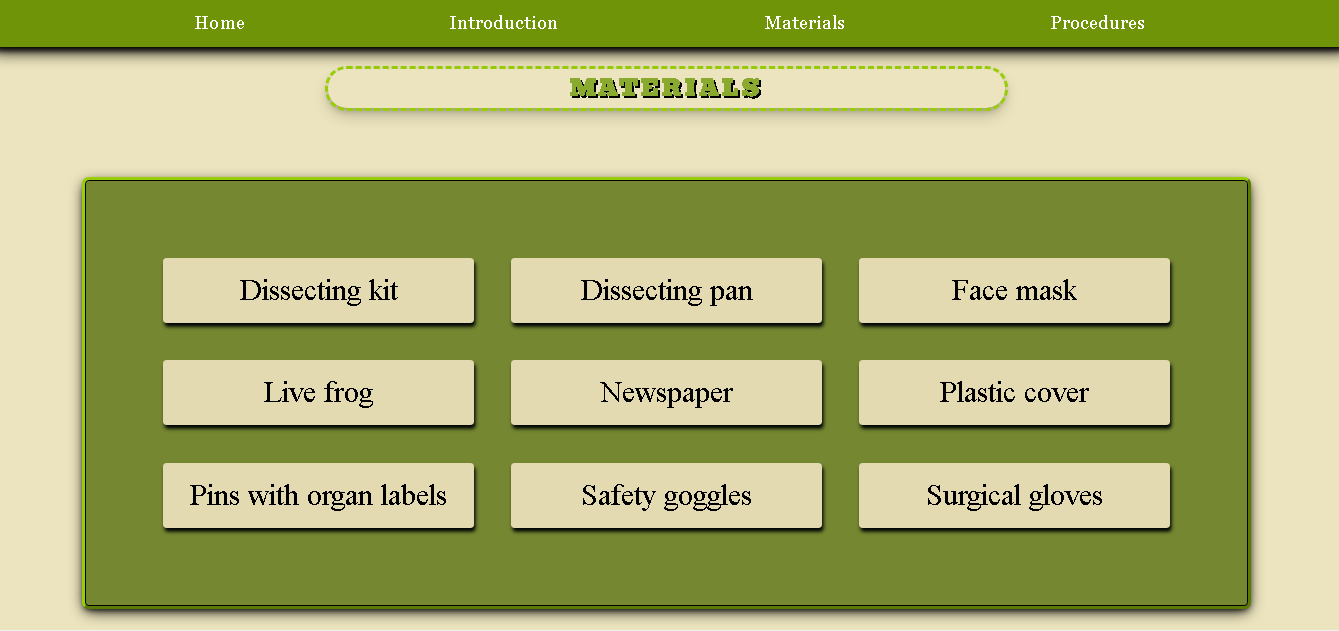 Home Introduction Materials Procedures
MATERIALS
Dissecting kit Dissecting pan Face mask
Live frog Newspaper Plastic cover
Pins with organ labels Safety goggles Surgical gloves